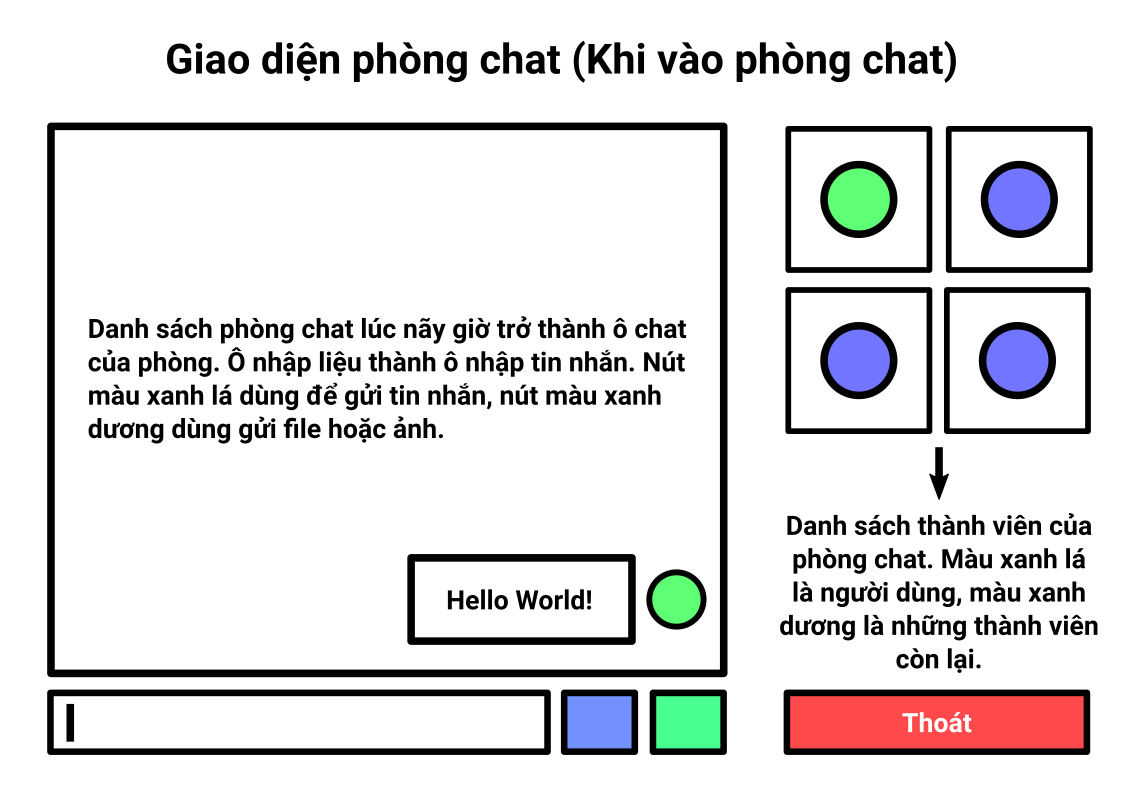 Giao diện phòng chat (Khi vào phòng chat)
Danh sách phòng chat lúc nãy giờ trở thành ô chat
của phòng. Ô nhập liệu thành ô nhập tin nhắn. Nút
màu xanh lá dùng để gửi tin nhắn, nút màu xanh
dương dùng gửi file hoặc ảnh.
Hello World!
Danh sách thành viên của
phòng chat. Màu xanh lá
là người dùng, màu xanh
dương là những thành viên
còn lại.
Thoát